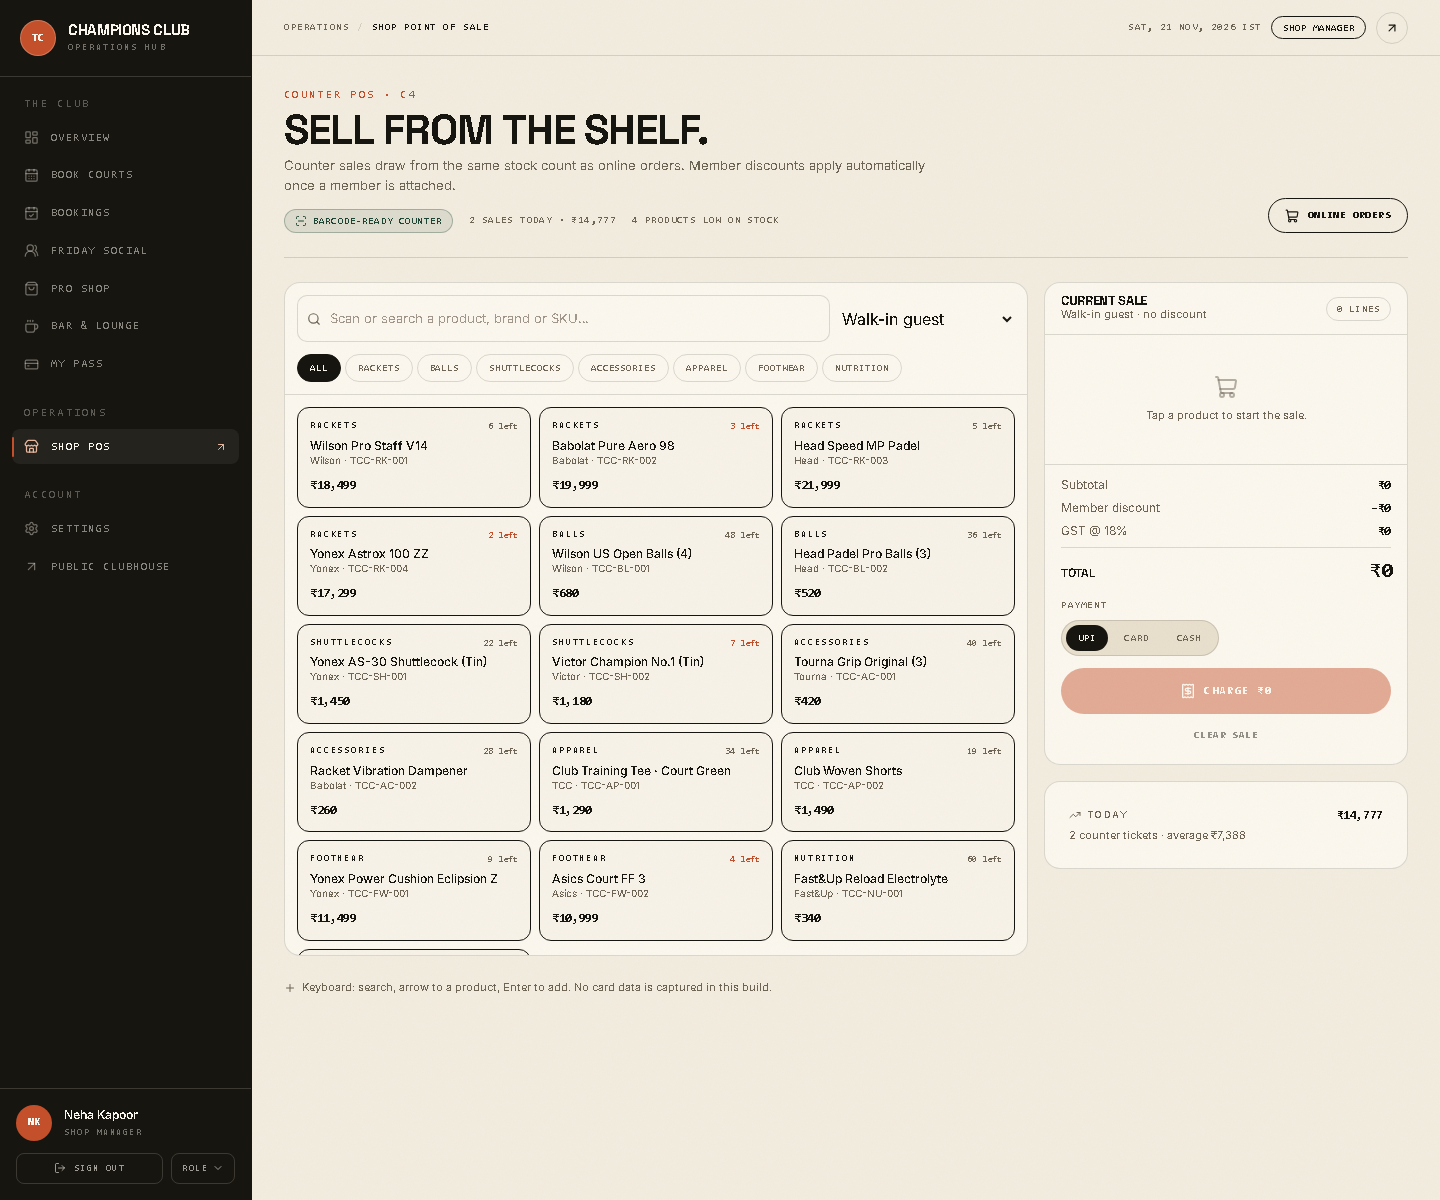 TC
CHAMPIONS CLUB
OPERATIONS HUB
THE CLUB
OVERVIEW
BOOK COURTS
BOOKINGS
FRIDAY SOCIAL
PRO SHOP
BAR & LOUNGE
MY PASS
OPERATIONS
SHOP POS
ACCOUNT
SETTINGS
PUBLIC CLUBHOUSE
NK
Neha Kapoor
SHOP MANAGER
SIGN OUT
ROLE
OPERATIONS / SHOP POINT OF SALE
SAT, 21 NOV, 2026 IST
SHOP MANAGER
COUNTER POS · C4
SELL FROM THE SHELF.
Counter sales draw from the same stock count as online orders. Member discounts apply automatically
once a member is attached.
BARCODE-READY COUNTER
2 SALES TODAY · ₹14,777
4 PRODUCTS LOW ON STOCK
ONLINE ORDERS
Scan or search a product, brand or SKU...
Walk-in guest
ALL
RACKETS
BALLS
SHUTTLECOCKS
ACCESSORIES
APPAREL
FOOTWEAR
NUTRITION
RACKETS
6 left
Wilson Pro Staff V14
Wilson · TCC-RK-001
₹18,499
RACKETS
3 left
Babolat Pure Aero 98
Babolat · TCC-RK-002
₹19,999
RACKETS
5 left
Head Speed MP Padel
Head · TCC-RK-003
₹21,999
RACKETS
2 left
Yonex Astrox 100 ZZ
Yonex · TCC-RK-004
₹17,299
BALLS
48 left
Wilson US Open Balls (4)
Wilson · TCC-BL-001
₹680
BALLS
36 left
Head Padel Pro Balls (3)
Head · TCC-BL-002
₹520
SHUTTLECOCKS
22 left
Yonex AS-30 Shuttlecock (Tin)
Yonex · TCC-SH-001
₹1,450
SHUTTLECOCKS
7 left
Victor Champion No.1 (Tin)
Victor · TCC-SH-002
₹1,180
ACCESSORIES
40 left
Tourna Grip Original (3)
Tourna · TCC-AC-001
₹420
ACCESSORIES
28 left
Racket Vibration Dampener
Babolat · TCC-AC-002
₹260
APPAREL
34 left
Club Training Tee · Court Green
TCC · TCC-AP-001
₹1,290
APPAREL
19 left
Club Woven Shorts
TCC · TCC-AP-002
₹1,490
FOOTWEAR
9 left
Yonex Power Cushion Eclipsion Z
Yonex · TCC-FW-001
₹11,499
FOOTWEAR
4 left
Asics Court FF 3
Asics · TCC-FW-002
₹10,999
NUTRITION
60 left
Fast&Up Reload Electrolyte
Fast&Up · TCC-NU-001
₹340
Keyboard: search, arrow to a product, Enter to add. No card data is captured in this build.
CURRENT SALE
Walk-in guest · no discount
0 LINES
Tap a product to start the sale.
Subtotal
₹0
Member discount
-₹0
GST @ 18%
₹0
TOTAL
₹0
PAYMENT
UPI
CARD
CASH
CHARGE ₹0
CLEAR SALE
TODAY
₹14,777
2 counter tickets · average ₹7,388